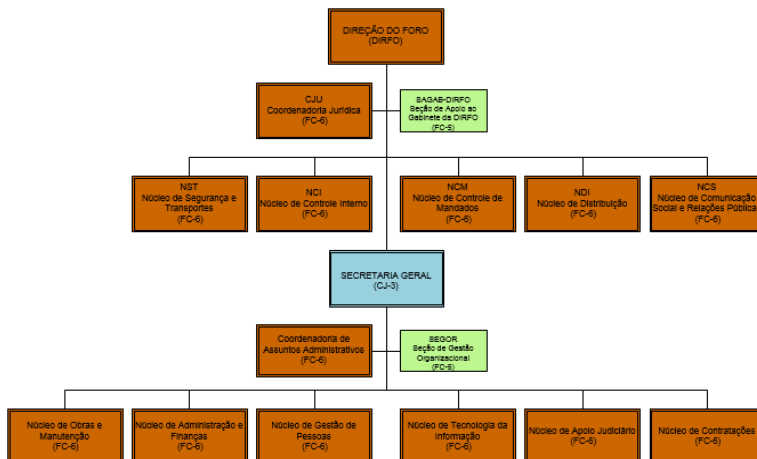 DIREÇÃO DO FORO
(DIRFO)
CJU
Coordenadoria Jurídica
(FC-6)
SAGAB-DIRFO
Seção de Apoio ao
Gabinete da DIRFO
(FC-5)
NST
Núcleo de Segurança e
Transportes
(FC-6)
NCI
Núcleo de Controle Interno
(FC-6)
NCM
Núcleo de Controle de
Mandados
(FC-6)
NDI
Núcleo de Distribuição
(FC-6)
NCS
Núcleo de Comunicação
Social e Relações Pública
(FC-6)
SECRETARIA GERAL
(CJ-3)
Coordenadoria de
Assuntos Administrativos
(FC-6)
SEGOR
Seção de Gestão
Organizacional
(FC-5)
Núcleo de Obras e
Manutenção
(FC-6)
Núcleo de Administração e
Finanças
(FC-6)
Núcleo de Gestão de
Pessoas
(FC-6)
Núcleo de Tecnologia da
Informação
(FC-6)
Núcleo de Apoio Judiciário
(FC-6)
Núcleo de Contratações
(FC-6)